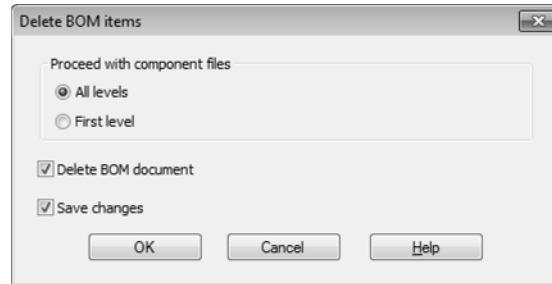 Delete BOM items
Proceed with component files
All levels
First level
Delete BOM document
Save changes
OK Cancel Help